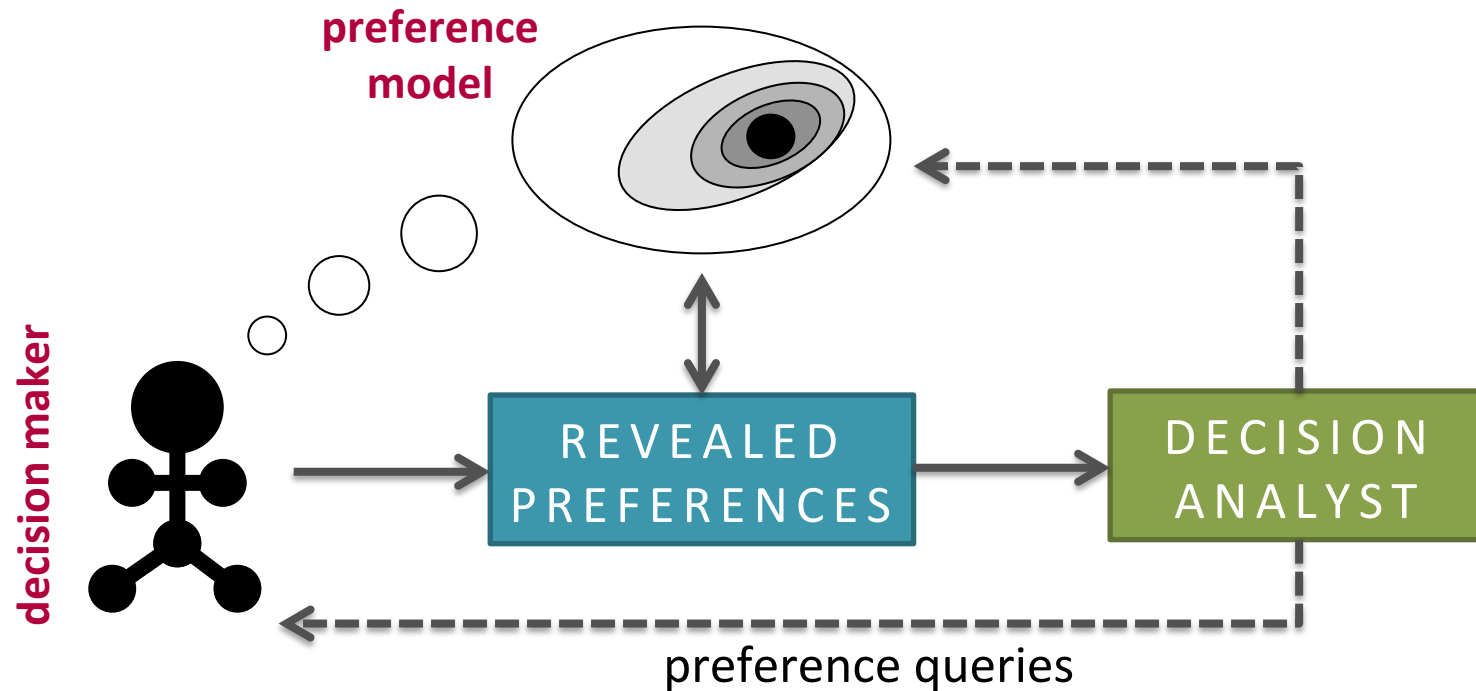 preference
model
decision maker
REVEALED
PREFERENCES
DECISION
ANALYST
preference queries